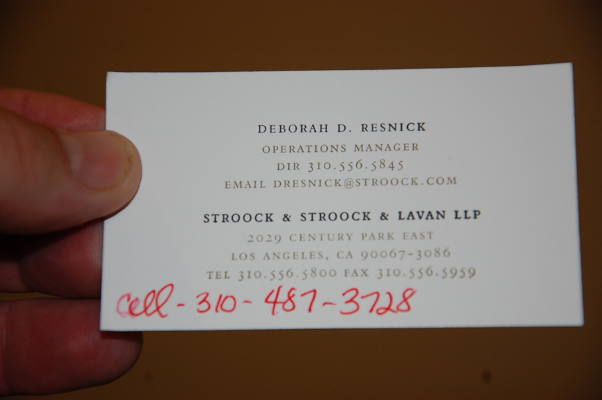 DEBORAH D. RESNICK
OPERATIONS MANAGER
DIR 310.556.5845
EMAIL DRESNICK@STROOCK.COM
STROOCK & STROOCK & LAVAN LLP
2029 CENTURY PARK EAST
LOS ANGELES, CA 90067-3086
TEL 310.556.5800 FAX 310.556.5959
cell - 310 - 487-3728